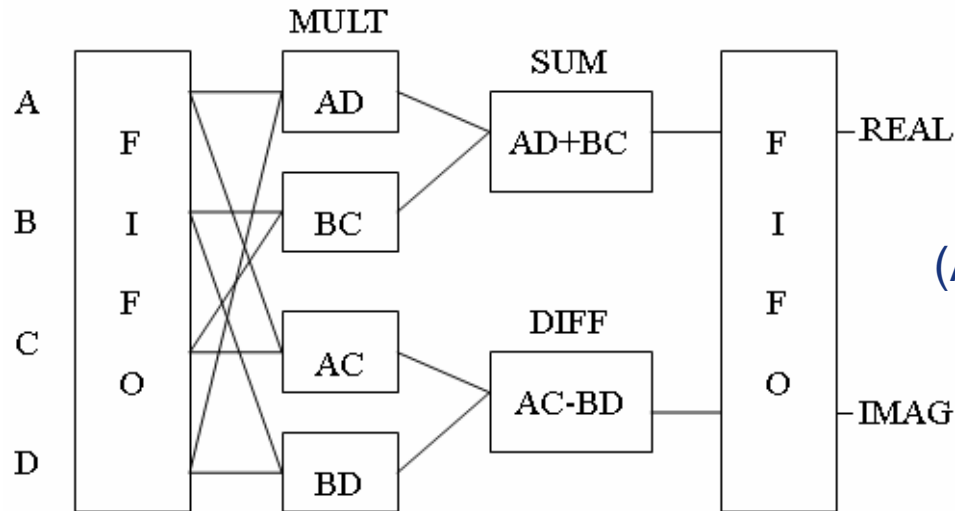 MULT
SUM
A
B
C
D
F
I
F
O
AD
BC
AC
BD
AD+BC
DIFF
AC-BD
F
I
F
O
REAL
IMAG
(A